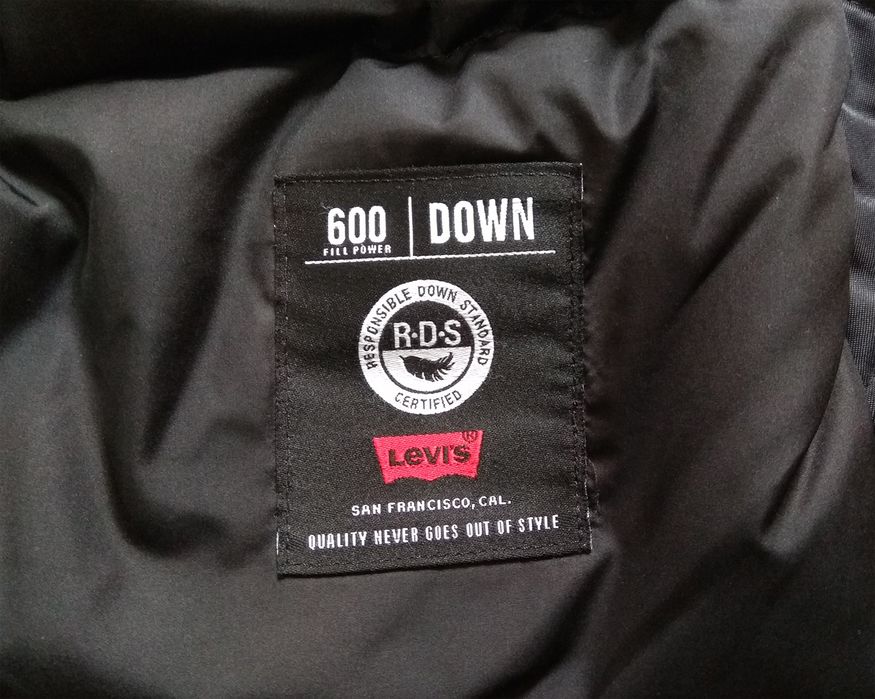 600 | DOWN
FILL POWER
RESPONSIBLE DOWN STANDARD
R·D·S
CERTIFIED
LEVI'S®
SAN FRANCISCO, CAL.
QUALITY NEVER GOES OUT OF STYLE